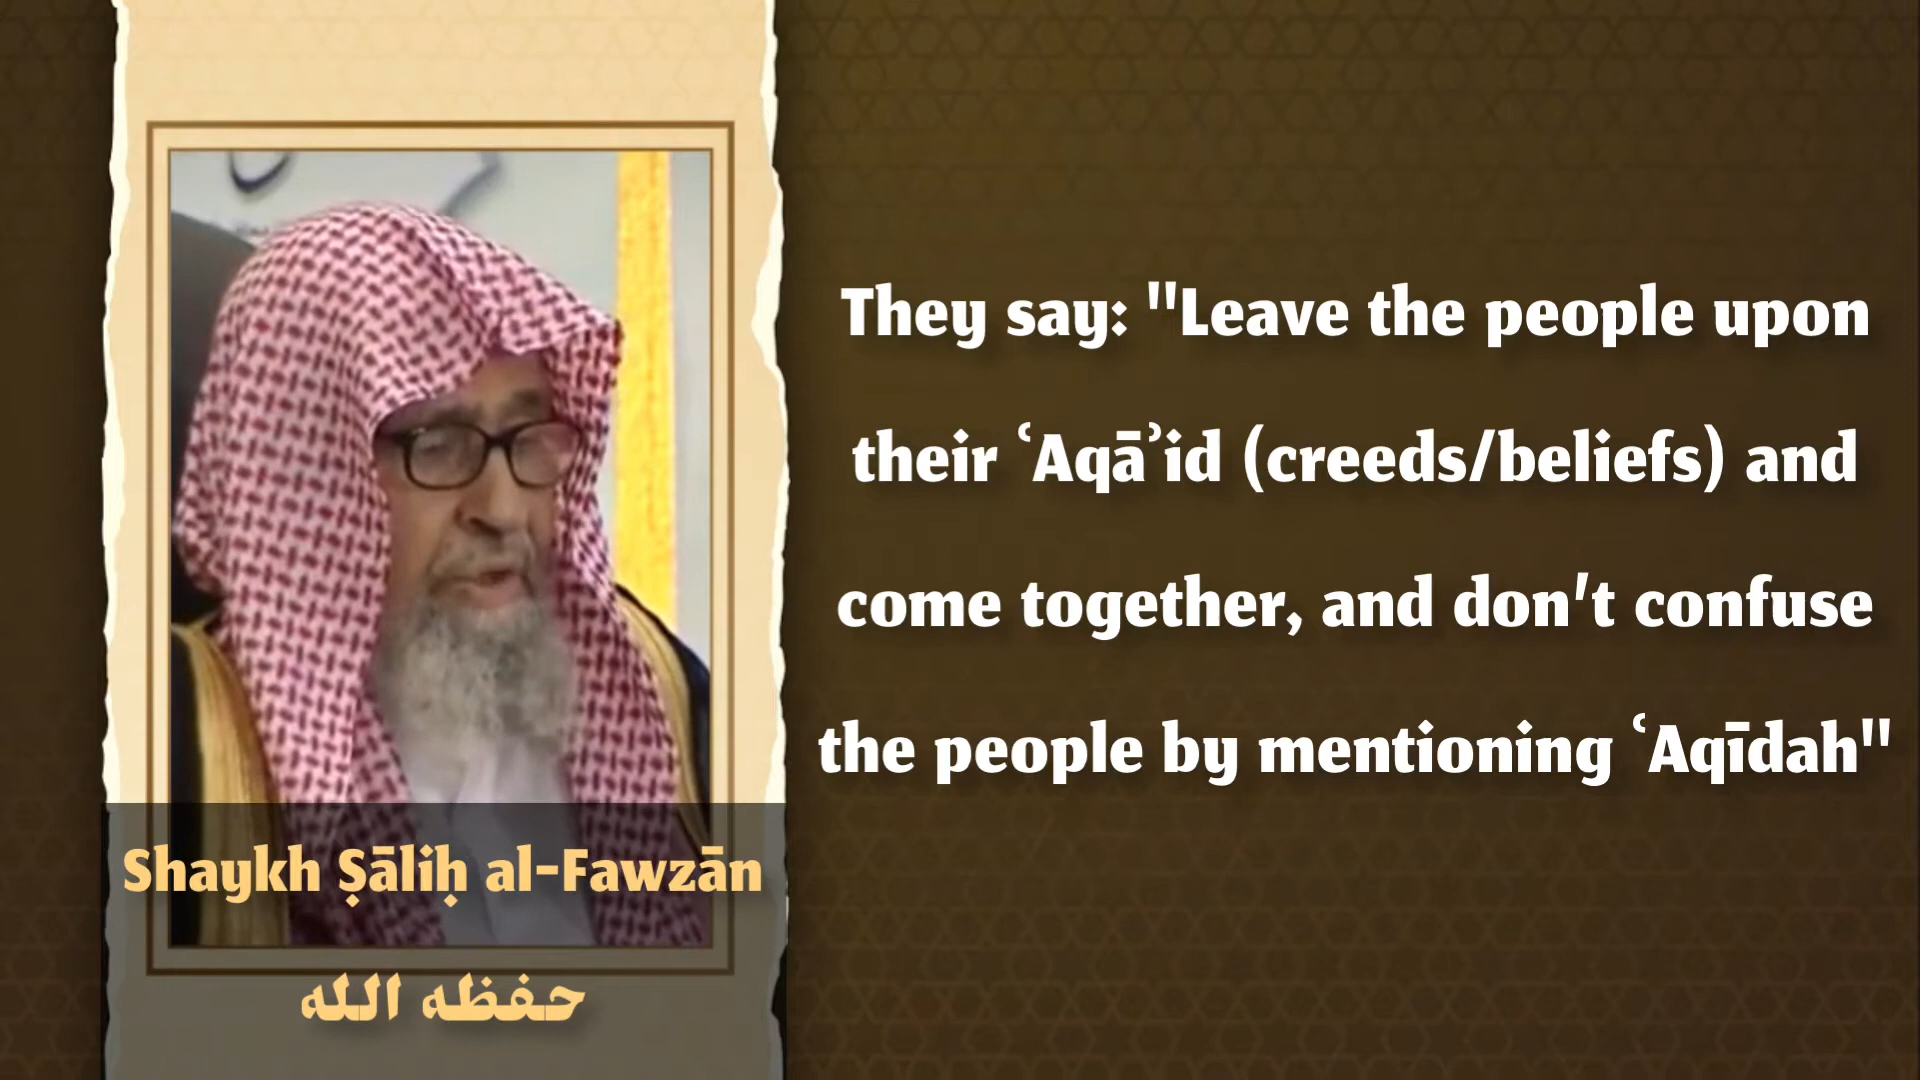 They say: "Leave the people upon
their ʿAqāʾid (creeds/beliefs) and
come together, and don't confuse
the people by mentioning ʿAqīdah"
Shaykh Ṣāliḥ al-Fawzān
حفظه الله